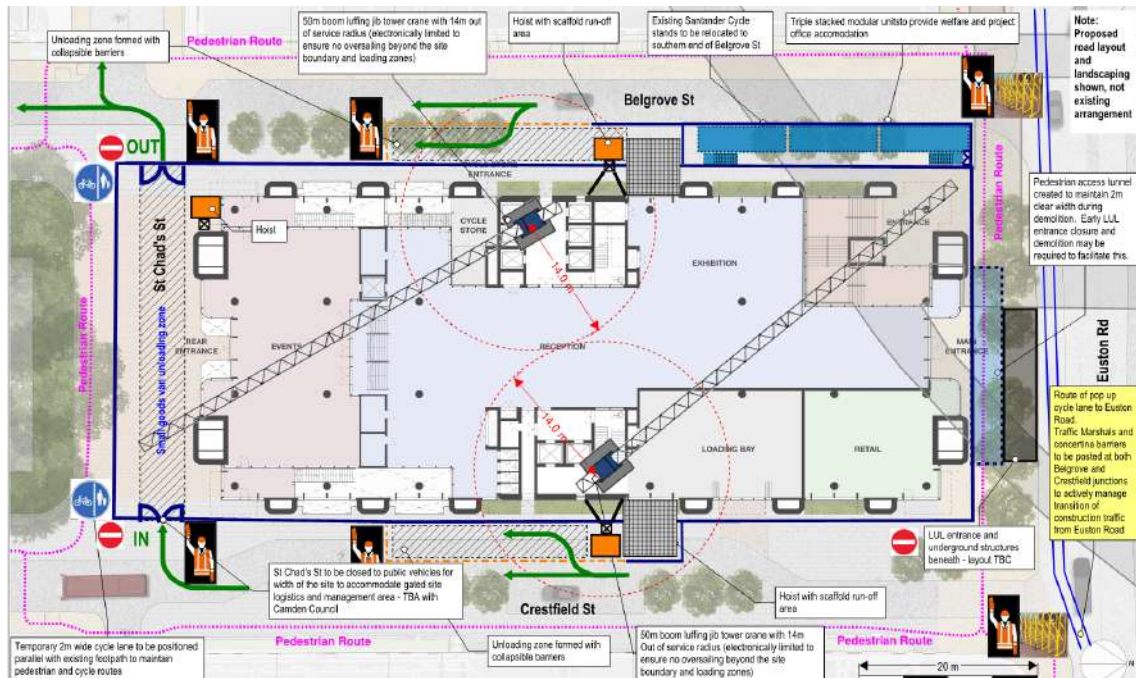 Unloading zone formed with
collapsible barriers
Pedestrian Route
50m boom luffing jib tower crane with 14m out
of service radius (electronically limited to
ensure no oversailing beyond the site
boundary and loading zones)
Hoist with scaffold run-off
area
Existing Santander Cycle
stands to be relocated to
southern end of Belgrove St
Triple stacked modular unitsto provide welfare and project
office accomodation
Note:
Proposed
road layout
and
landscaping
shown, not
existing
arrangement
Belgrove St
OUT
ENTRANCE
Pedestrian access tunnel
created to maintain 2m
clear width during
demolition. Early LUL
entrance closure and
demolition may be
required to facilitate this.
Pedestrian Route
Hoist
CYCLE
STORE
ENTRANCE
EXHIBITION
14.0 m
St Chad's St
Small goods van unloading zone
Pedestrian Route
REAR
ENTRANCE
EVENTS
RECEPTION
MAIN
ENTRANCE
Euston Rd
14.0 m
LOADING BAY
RETAIL
Route of pop up
cycle lane to Euston
Road.
Traffic Marshals and
concertina barriers
to be posted at both
Belgrove and
Crestfield junctions
to actively manage
transition of
construction traffic
from Euston Road
IN
LUL entrance and
underground structures
beneath - layout TBC
St Chad's St to be closed to public vehicles for
width of the site to accommodate gated site
logistics and management area - TBA with
Camden Council
Crestfield St
Hoist with scaffold run-off
area
Temporary 2m wide cycle lane to be positioned
parallel with existing footpath to maintain
pedestrian and cycle routes
Pedestrian Route
Unloading zone formed with
collapsible barriers
50m boom luffing jib tower crane with 14m
Out of service radius (electronically limited to
ensure no oversailing beyond the site
boundary and loading zones)
Pedestrian Route
20 m
N